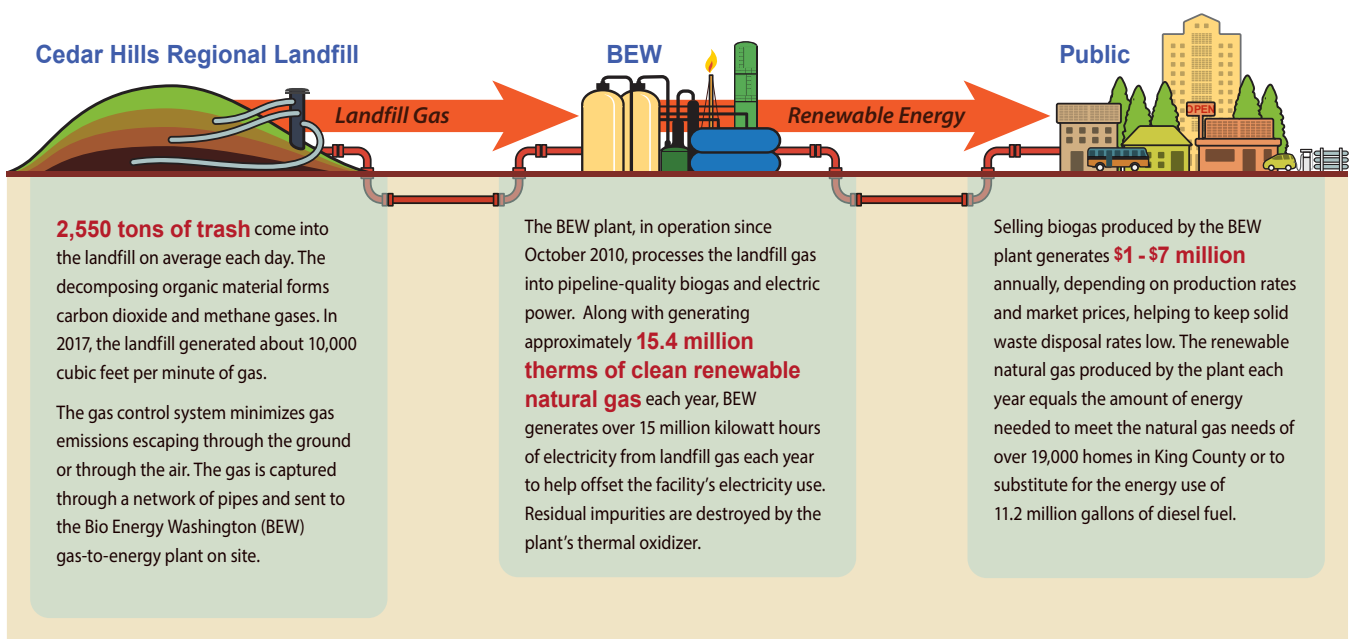 Cedar Hills Regional Landfill
BEW
Public
Landfill Gas
Renewable Energy
OPEN
2,550 tons of trash come into
the landfill on average each day. The
decomposing organic material forms
carbon dioxide and methane gases. In
2017, the landfill generated about 10,000
cubic feet per minute of gas.
The gas control system minimizes gas
emissions escaping through the ground
or through the air. The gas is captured
through a network of pipes and sent to
the Bio Energy Washington (BEW)
gas-to-energy plant on site.
The BEW plant, in operation since
October 2010, processes the landfill gas
into pipeline-quality biogas and electric
power. Along with generating
approximately 15.4 million
therms of clean renewable
natural gas each year, BEW
generates over 15 million kilowatt hours
of electricity from landfill gas each year
to help offset the facility's electricity use.
Residual impurities are destroyed by the
plant's thermal oxidizer.
Selling biogas produced by the BEW
plant generates $1 - $7 million
annually, depending on production rates
and market prices, helping to keep solid
waste disposal rates low. The renewable
natural gas produced by the plant each
year equals the amount of energy
needed to meet the natural gas needs of
over 19,000 homes in King County or to
substitute for the energy use of
11.2 million gallons of diesel fuel.